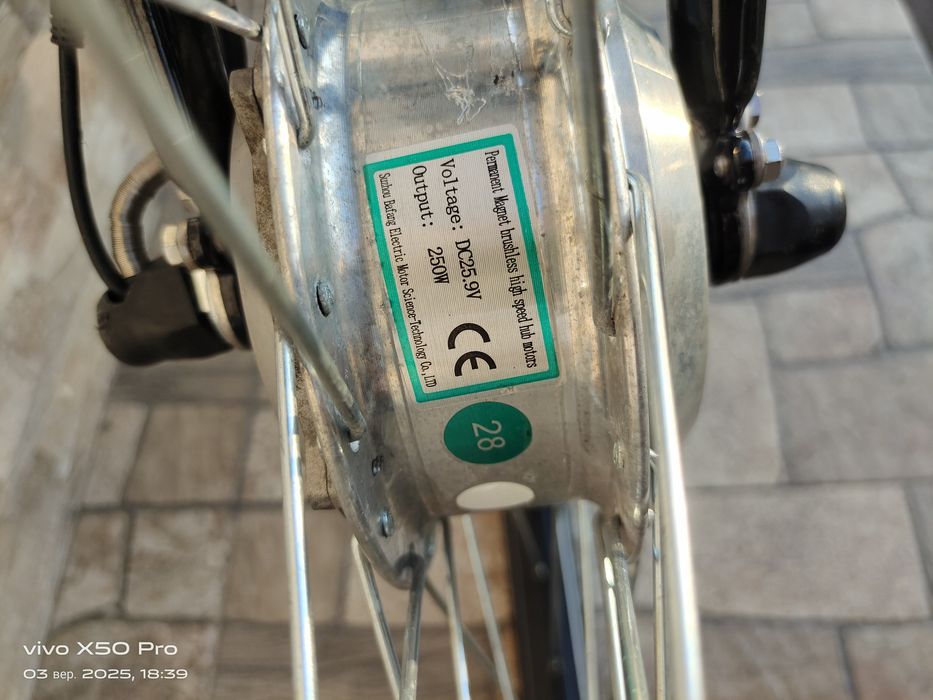 Permanent Magnet brushless high speed hub motors
Voltage: DC25.9V
Output: 250W
CE
Suzhou Bafang Electric Motor Science-Technology Co., LTD
28
vivo X50 Pro
03 вер. 2025, 18:39